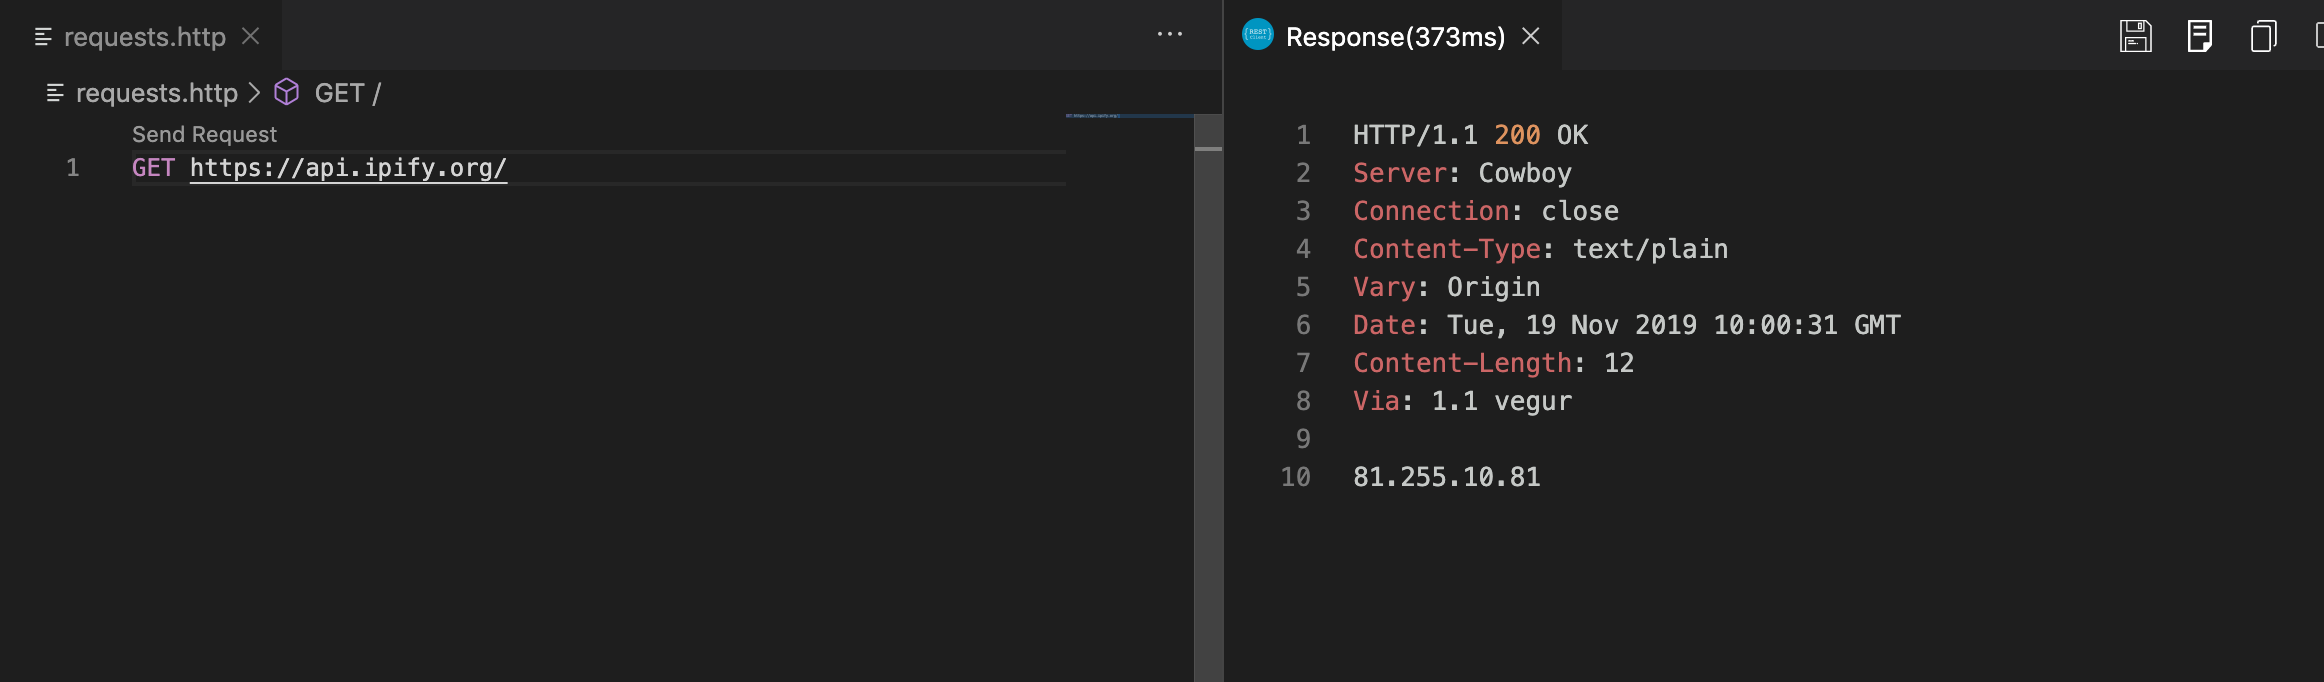 requests.http
requests.http > GET /
Send Request
1 GET https://api.ipify.org/
REST
Client
Response(373ms)
1 HTTP/1.1 200 OK
2 Server: Cowboy
3 Connection: close
4 Content-Type: text/plain
5 Vary: Origin
6 Date: Tue, 19 Nov 2019 10:00:31 GMT
7 Content-Length: 12
8 Via: 1.1 vegur
9
10 81.255.10.81